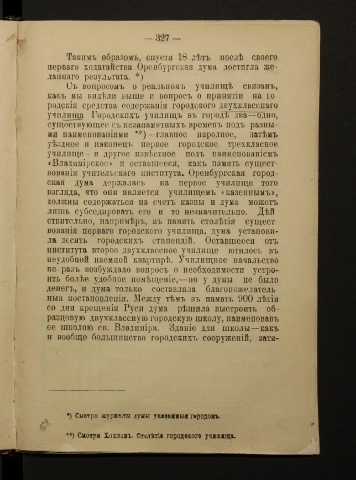 — 327 —
Такимъ образомъ, спустя 18 лѣтъ послѣ своего
перваго ходатайства Оренбургская дума достигла же-
даннаго результата. *)
Съ вопросомъ о реальномъ училищѣ связанъ,
какъ мы видѣли выше и вопросъ о принятіи на го-
родскія средства содержанія городского двухкласснаго
училища Городскихъ училищъ въ городѣ два—одно,
существующее съ незапамятныхъ временъ подъ разны-
ми наименованіями **)—главное народное, затѣмъ
уѣздное и наконецъ первое городское трехклассное
училище—и другое извѣстное подъ наименованіемъ
«Владимірское» и оставшееся, какъ память сущест-
вованія учительскаго института. Оренбургская город-
ская дума держалась на первое училище того
взгляда, что они является училищемъ «казеннымъ»,
должны содержаться на счетъ казны и дума можетъ
лишь субсидировать его и то незначительно. Дѣй
ствительно, напримѣръ, въ память столѣтія сущест-
вованія перваго городского училища, дума установи-
ла десять городскихъ стипендій. Оставшееся отъ
института второе двухклассное училище ютилось въ
неудобной наемной квартирѣ. Училищное начальство
не разъ возбуждало вопросъ о необходимости устро-
ить болѣе удобное помѣщеніе,—но у думы не было
денегъ, и дума только составляла благожелатель-
ныя постановленія. Между тѣмъ въ память 900 лѣтія
со дня крещенія Руси дума рѣшила выстроить об-
разцовую двухклассную городскую школу, наименовавъ
ее школою св. Владиміра. Зданіе для школы—какъ
и вообще большинство городскихъ сооруженій, затя-
*) Смотри журналы думы указанныя городомъ.
**) Смотри Хохловъ. Столѣтіе городского училища.